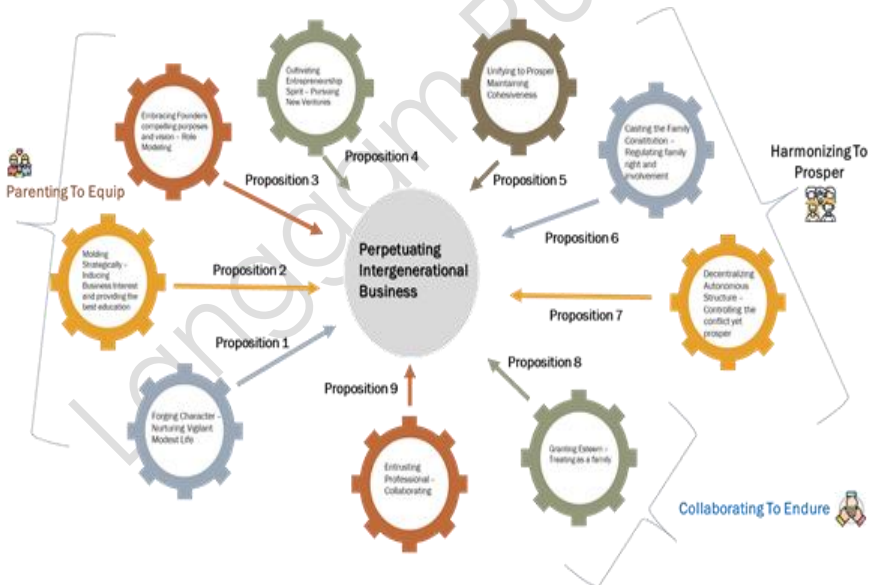 Cultivating
Entrepreneurship
Spirit – Pursuing
New Ventures
Unifying to Prosper
Maintaining
Cohesiveness
Embracing Founders
compelling purposes
and vision – Role
Modeling
Casting the Family
Constitution –
Regulating family
right and
involvement
Harmonizing To
Prosper
Proposition 4
Proposition 3
Proposition 5
Parenting To Equip
Proposition 6
Perpetuating
Intergenerational
Business
Molding
Strategically –
Inducing
Business Interest
and providing the
best education
Proposition 2
Decentralizing
Autonomous
Structure –
Controlling the
conflict yet
prosper
Proposition 7
Proposition 1
Proposition 8
Proposition 9
Forging Character –
Nurturing Vigilant
Modest Life
Entrusting
Professional –
Collaborating
Granting Esteem –
Treating as a family
Collaborating To Endure
Langgam